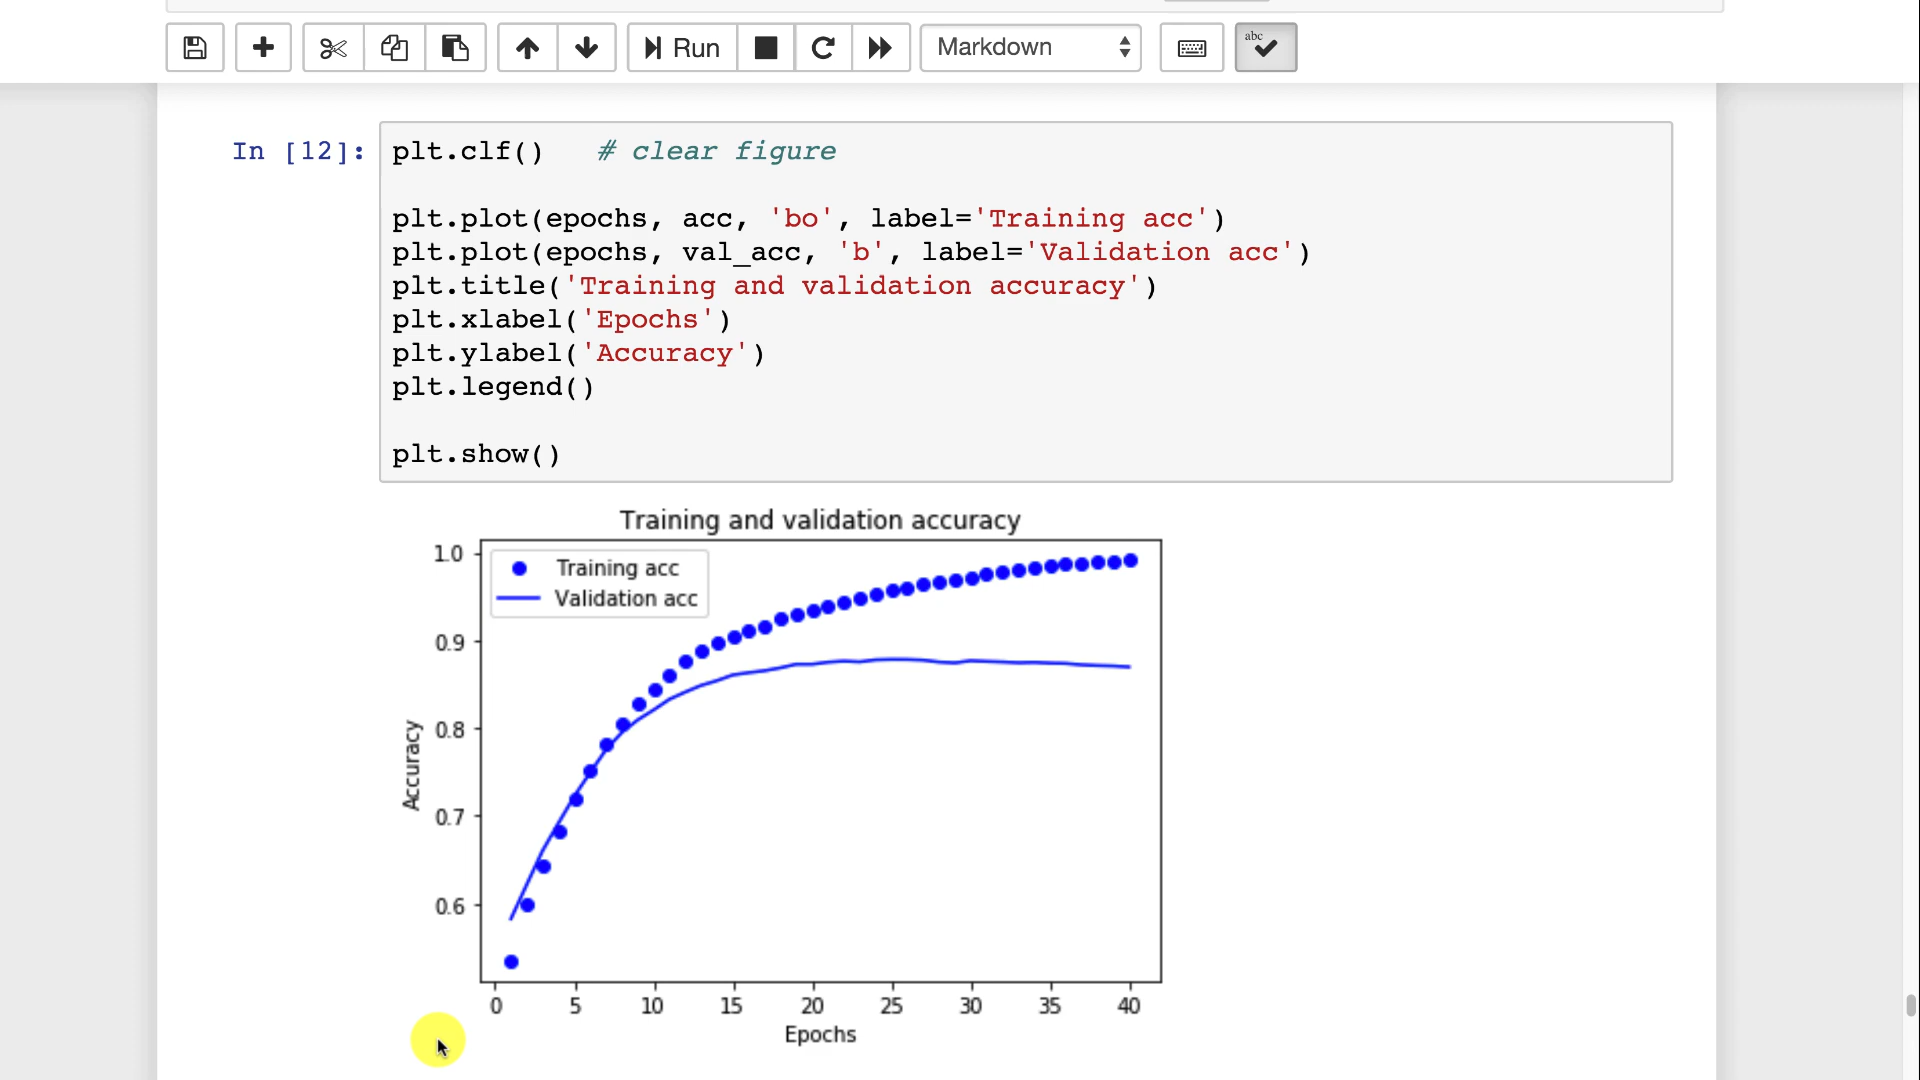 Run
Markdown
abc
In [12]:
plt.clf()   # clear figure
plt.plot(epochs, acc, 'bo', label='Training acc')
plt.plot(epochs, val_acc, 'b', label='Validation acc')
plt.title('Training and validation accuracy')
plt.xlabel('Epochs')
plt.ylabel('Accuracy')
plt.legend()
plt.show()
Training and validation accuracy
Training acc
Validation acc
1.0
0.9
0.8
0.7
0.6
Accuracy
0 5 10 15 20 25 30 35 40
Epochs